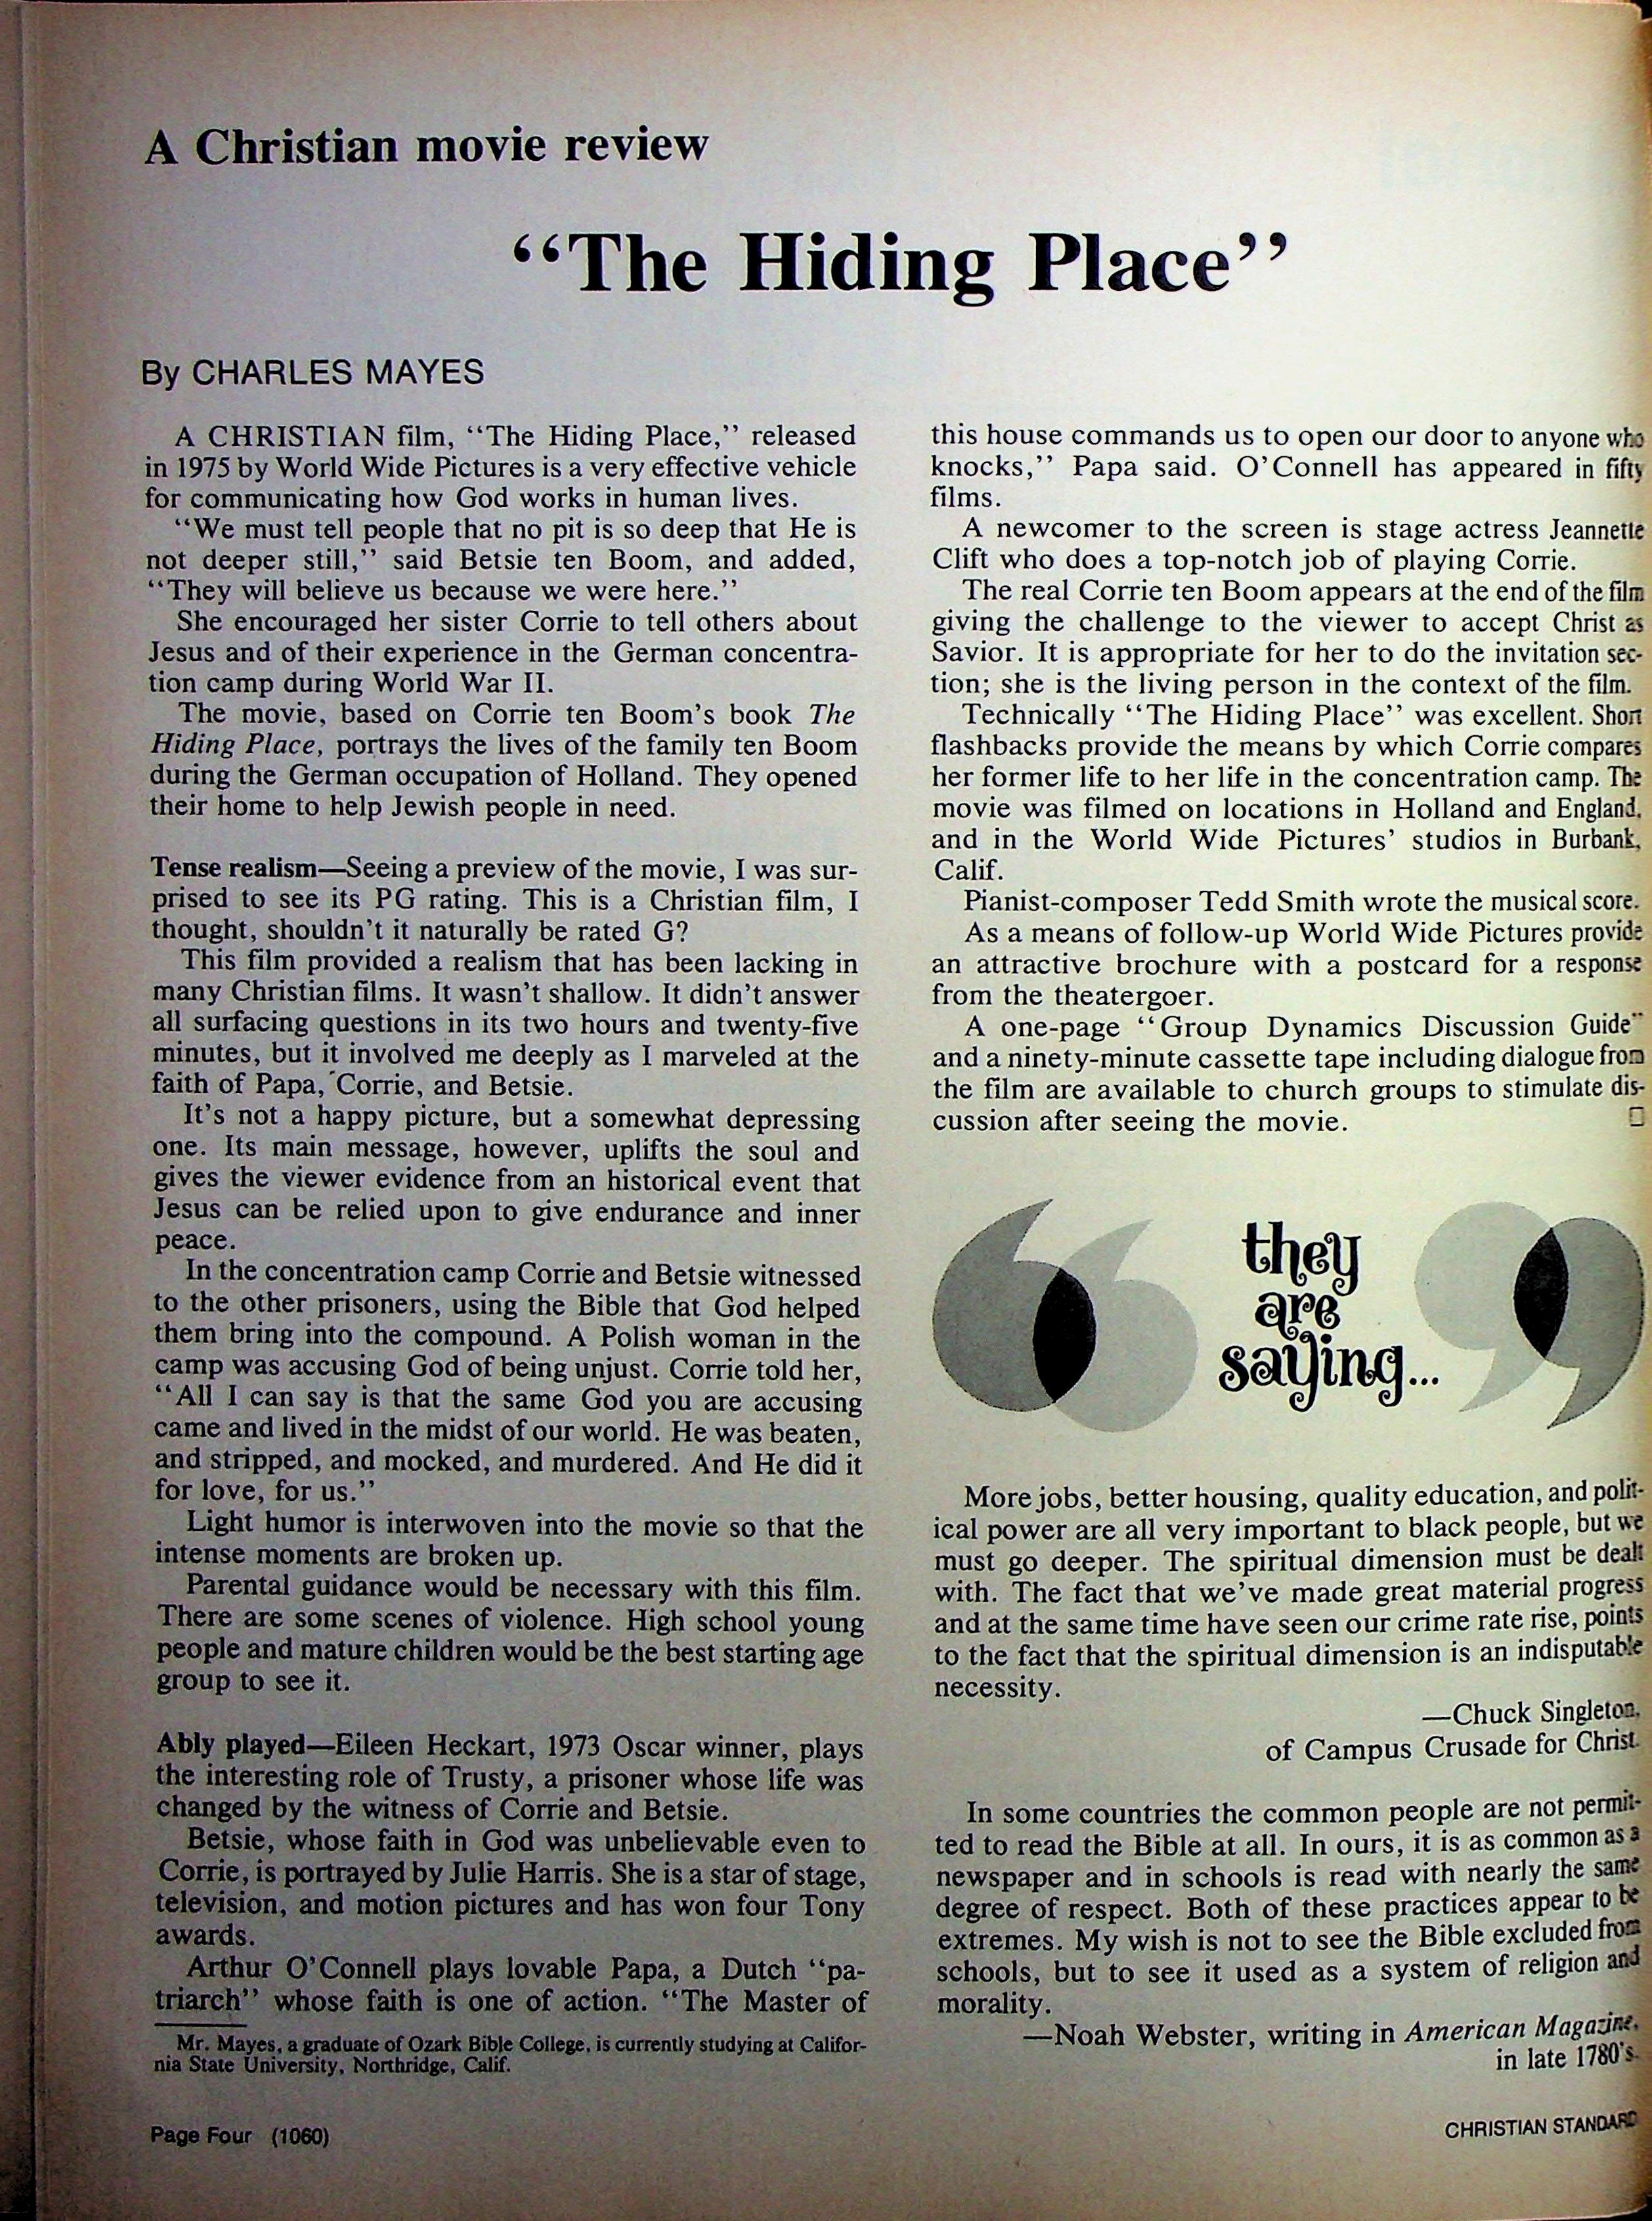 A Christian movie review
“The Hiding Place”
By CHARLES MAYES
A CHRISTIAN film, “The Hiding Place,” released
in 1975 by World Wide Pictures is a very effective vehicle
for communicating how God works in human lives.
“We must tell people that no pit is so deep that He is
not deeper still,” said Betsie ten Boom, and added,
“They will believe us because we were here.”
She encouraged her sister Corrie to tell others about
Jesus and of their experience in the German concentra-
tion camp during World War II.
The movie, based on Corrie ten Boom’s book The
Hiding Place, portrays the lives of the family ten Boom
during the German occupation of Holland. They opened
their home to help Jewish people in need.
Tense realism—Seeing a preview of the movie, I was sur-
prised to see its PG rating. This is a Christian film, I
thought, shouldn’t it naturally be rated G?
This film provided a realism that has been lacking in
many Christian films. It wasn’t shallow. It didn’t answer
all surfacing questions in its two hours and twenty-five
minutes, but it involved me deeply as I marveled at the
faith of Papa, Corrie, and Betsie.
It’s not a happy picture, but a somewhat depressing
one. Its main message, however, uplifts the soul and
gives the viewer evidence from an historical event that
Jesus can be relied upon to give endurance and inner
peace.
In the concentration camp Corrie and Betsie witnessed
to the other prisoners, using the Bible that God helped
them bring into the compound. A Polish woman in the
camp was accusing God of being unjust. Corrie told her,
“All I can say is that the same God you are accusing
came and lived in the midst of our world. He was beaten,
and stripped, and mocked, and murdered. And He did it
for love, for us.”
Light humor is interwoven into the movie so that the
intense moments are broken up.
Parental guidance would be necessary with this film.
There are some scenes of violence. High school young
people and mature children would be the best starting age
group to see it.
Ably played—Eileen Heckart, 1973 Oscar winner, plays
the interesting role of Trusty, a prisoner whose life was
changed by the witness of Corrie and Betsie.
Betsie, whose faith in God was unbelievable even to
Corrie, is portrayed by Julie Harris. She is a star of stage,
television, and motion pictures and has won four Tony
awards.
Arthur O’Connell plays lovable Papa, a Dutch “pa-
triarch” whose faith is one of action. “The Master of
Mr. Mayes, a graduate of Ozark Bible College, is currently studying at Califor-
nia State University, Northridge, Calif.
this house commands us to open our door to anyone who
knocks,” Papa said. O’Connell has appeared in fifty
films.
A newcomer to the screen is stage actress Jeannette
Clift who does a top-notch job of playing Corrie.
The real Corrie ten Boom appears at the end of the film
giving the challenge to the viewer to accept Christ as
Savior. It is appropriate for her to do the invitation sec-
tion; she is the living person in the context of the film.
Technically “The Hiding Place” was excellent. Short
flashbacks provide the means by which Corrie compares
her former life to her life in the concentration camp. The
movie was filmed on locations in Holland and England,
and in the World Wide Pictures’ studios in Burbank,
Calif.
Pianist-composer Tedd Smith wrote the musical score.
As a means of follow-up World Wide Pictures provide
an attractive brochure with a postcard for a response
from the theatergoer.
A one-page “Group Dynamics Discussion Guide”
and a ninety-minute cassette tape including dialogue from
the film are available to church groups to stimulate dis-
cussion after seeing the movie.
they
are
saying...
More jobs, better housing, quality education, and polit-
ical power are all very important to black people, but we
must go deeper. The spiritual dimension must be dealt
with. The fact that we’ve made great material progress
and at the same time have seen our crime rate rise, points
to the fact that the spiritual dimension is an indisputable
necessity.
—Chuck Singleton,
of Campus Crusade for Christ.
In some countries the common people are not permit-
ted to read the Bible at all. In ours, it is as common as a
newspaper and in schools is read with nearly the same
degree of respect. Both of these practices appear to be
extremes. My wish is not to see the Bible excluded from
schools, but to see it used as a system of religion and
morality.
—Noah Webster, writing in American Magazine,
in late 1780’s.
Page Four (1060)
CHRISTIAN STANDARD